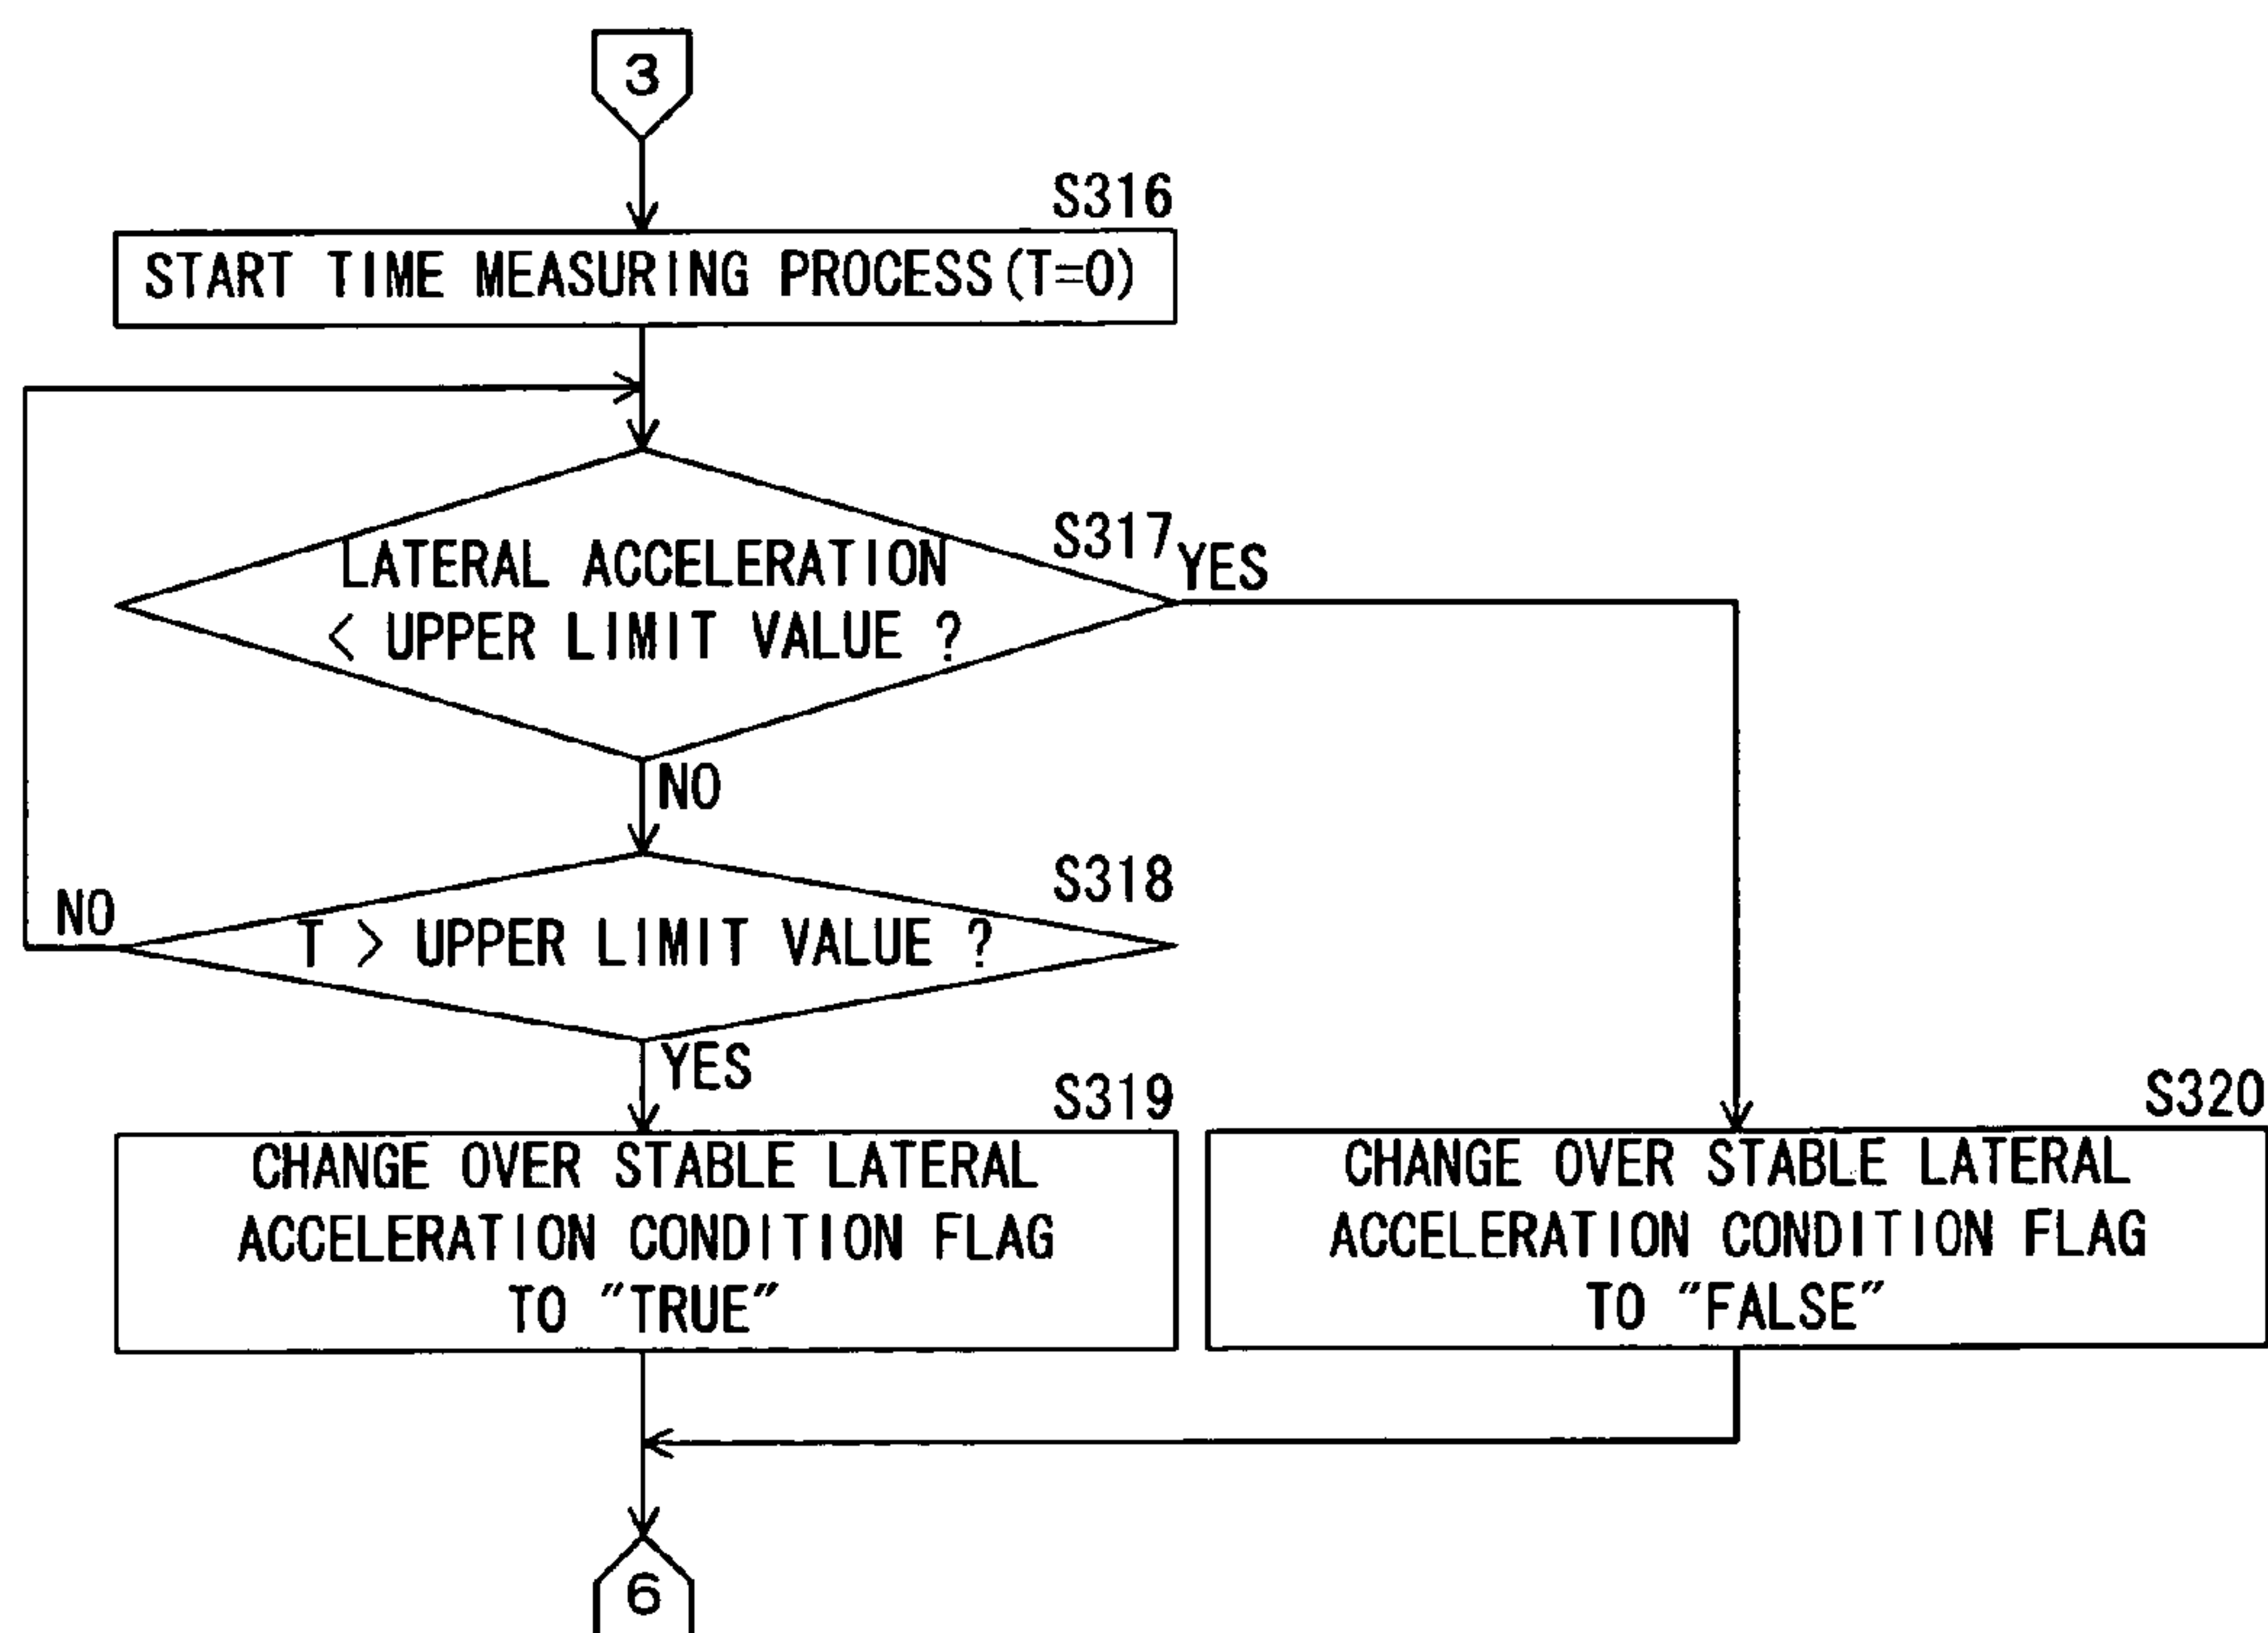 3
S316
START TIME MEASURING PROCESS(T=0)
S317
YES
LATERAL ACCELERATION
< UPPER LIMIT VALUE ?
NO
S318
NO
T > UPPER LIMIT VALUE ?
YES
S319
CHANGE OVER STABLE LATERAL
ACCELERATION CONDITION FLAG
TO "TRUE"
S320
CHANGE OVER STABLE LATERAL
ACCELERATION CONDITION FLAG
TO "FALSE"
6